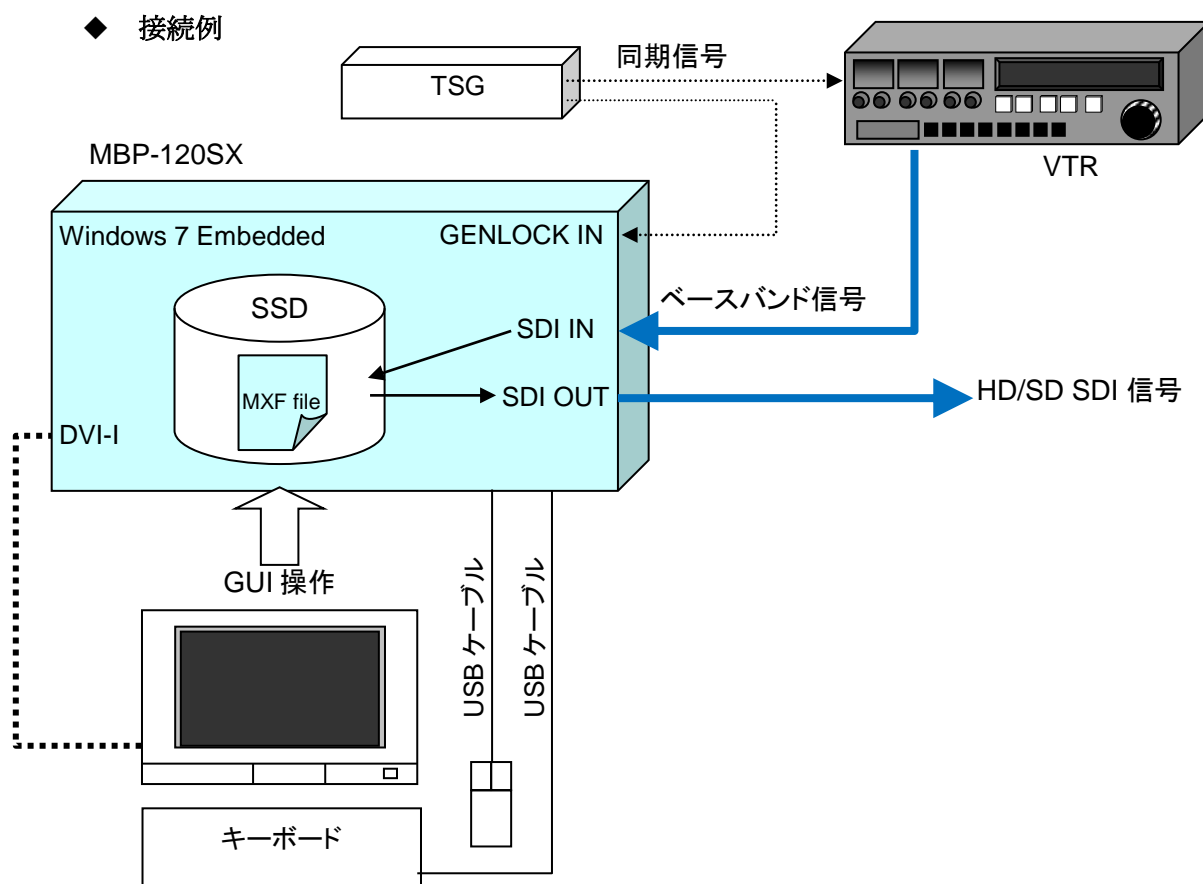 ◆ 接続例
TSG
同期信号
VTR
MBP-120SX
Windows 7 Embedded
GENLOCK IN
SSD
MXF file
SDI IN
SDI OUT
ベースバンド信号
HD/SD SDI 信号
DVI-I
GUI 操作
USB ケーブル
USB ケーブル
キーボード